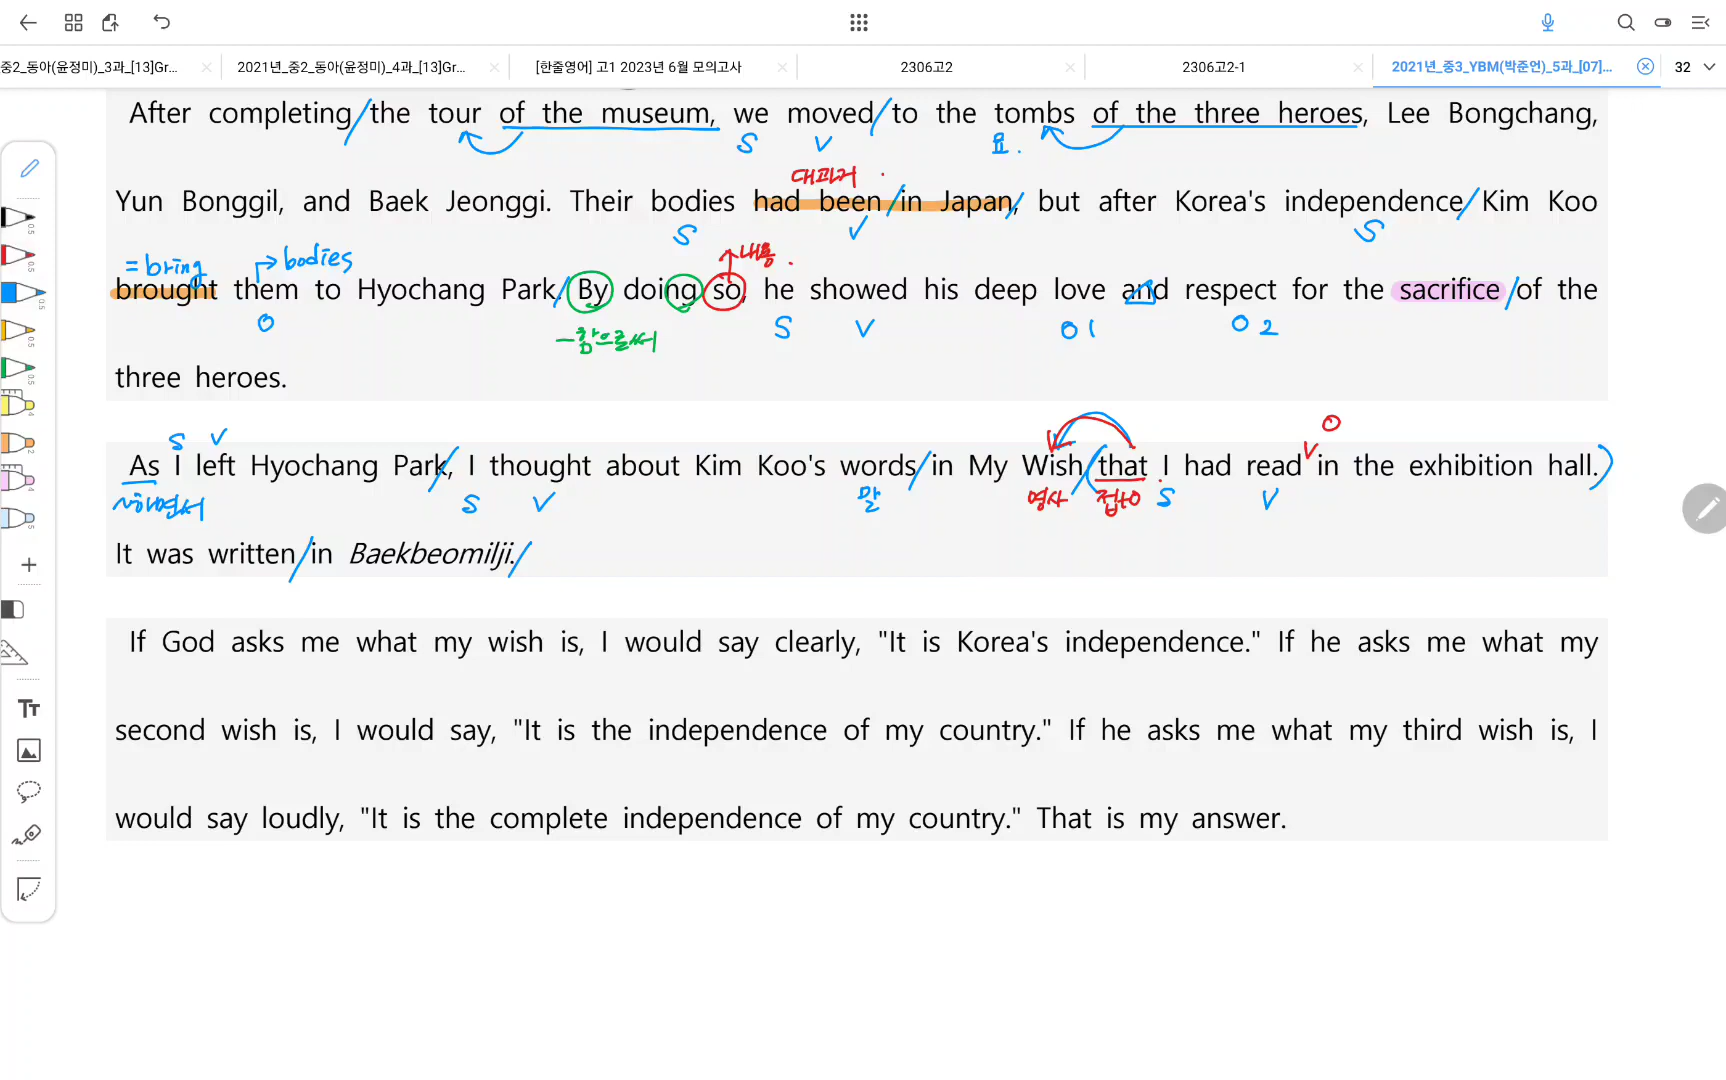 중2_동아(윤정미)_3과_[13]Gr... 2021년_중2_동아(윤정미)_4과_[13]Gr... [한줄영어] 고1 2023년 6월 모의고사 2306고2 2306고2-1 2021년_중3_YBM(박준언)_5과_[07]... 32
After completing the tour of the museum, we moved to the tombs of the three heroes, Lee Bongchang,
S V 묘.
대과거
Yun Bonggil, and Baek Jeonggi. Their bodies had been in Japan, but after Korea's independence Kim Koo
S V S
= bring bodies 내용.
brought them to Hyochang Park. By doing so, he showed his deep love and respect for the sacrifice of the
O ~함으로써 S V O1 O2
three heroes.
S V O
As I left Hyochang Park, I thought about Kim Koo's words in My Wish that I had read in the exhibition hall.
V
~하면서 S V 말 명사 S V
It was written in Baekbeomilji.
If God asks me what my wish is, I would say clearly, "It is Korea's independence." If he asks me what my
second wish is, I would say, "It is the independence of my country." If he asks me what my third wish is, I
would say loudly, "It is the complete independence of my country." That is my answer.
TT